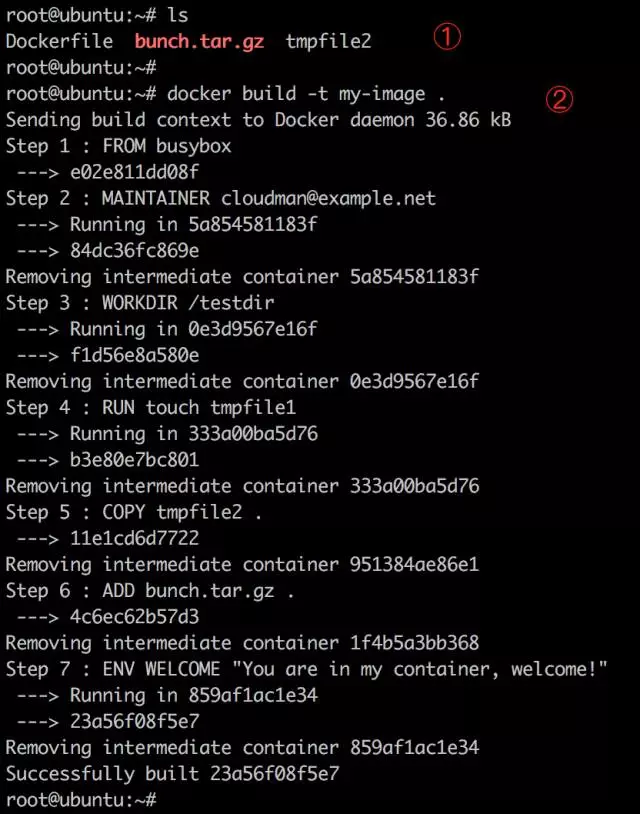 root@ubuntu:~# ls
Dockerfile  bunch.tar.gz  tmpfile2 ①
root@ubuntu:~#
root@ubuntu:~# docker build -t my-image . ②
Sending build context to Docker daemon 36.86 kB
Step 1 : FROM busybox
 ---> e02e811dd08f
Step 2 : MAINTAINER cloudman@example.net
 ---> Running in 5a854581183f
 ---> 84dc36fc869e
Removing intermediate container 5a854581183f
Step 3 : WORKDIR /testdir
 ---> Running in 0e3d9567e16f
 ---> f1d56e8a580e
Removing intermediate container 0e3d9567e16f
Step 4 : RUN touch tmpfile1
 ---> Running in 333a00ba5d76
 ---> b3e80e7bc801
Removing intermediate container 333a00ba5d76
Step 5 : COPY tmpfile2 .
 ---> 11e1cd6d7722
Removing intermediate container 951384ae86e1
Step 6 : ADD bunch.tar.gz .
 ---> 4c6ec62b57d3
Removing intermediate container 1f4b5a3bb368
Step 7 : ENV WELCOME "You are in my container, welcome!"
 ---> Running in 859af1ac1e34
 ---> 23a56f08f5e7
Removing intermediate container 859af1ac1e34
Successfully built 23a56f08f5e7
root@ubuntu:~#